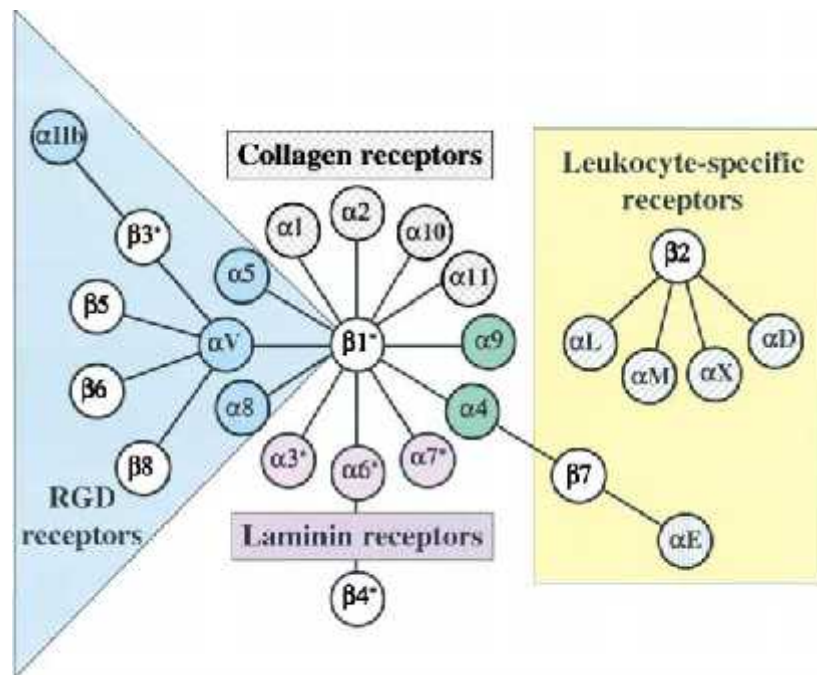 αIIb
Collagen receptors
Leukocyte-specific
receptors
β3*
α1
α2
α10
β2
α5
α11
β5
αV
β1*
α9
αL
αD
αM
αX
β6
α8
α4
β8
α3*
α6*
α7*
β7
RGD
receptors
Laminin receptors
αE
β4*